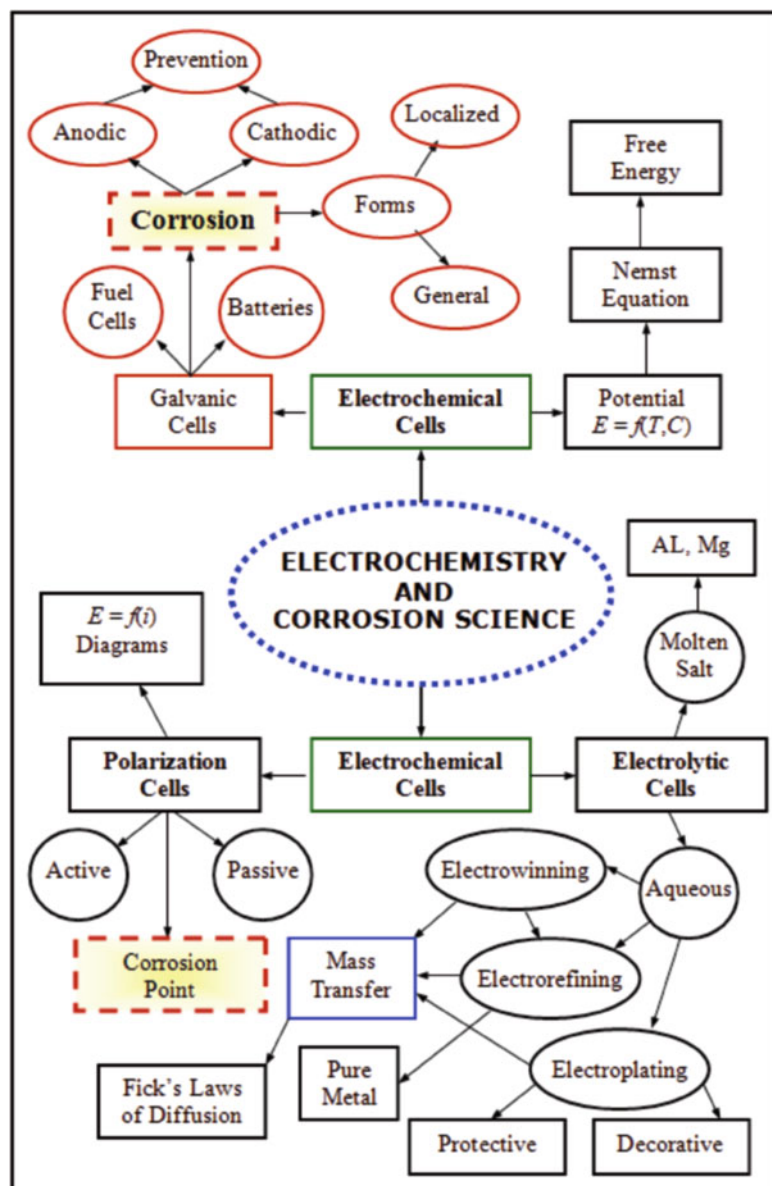 Prevention
Anodic
Cathodic
Localized
Corrosion
Forms
General
Free
Energy
Nernst
Equation
Fuel
Cells
Batteries
Galvanic
Cells
Electrochemical
Cells
Potential
E = f(T,C)
ELECTROCHEMISTRY
AND
CORROSION SCIENCE
AL, Mg
Molten
Salt
E = f(i)
Diagrams
Polarization
Cells
Electrochemical
Cells
Electrolytic
Cells
Active
Passive
Electrowinning
Aqueous
Corrosion
Point
Mass
Transfer
Electrorefining
Fick's Laws
of Diffusion
Pure
Metal
Electroplating
Protective
Decorative